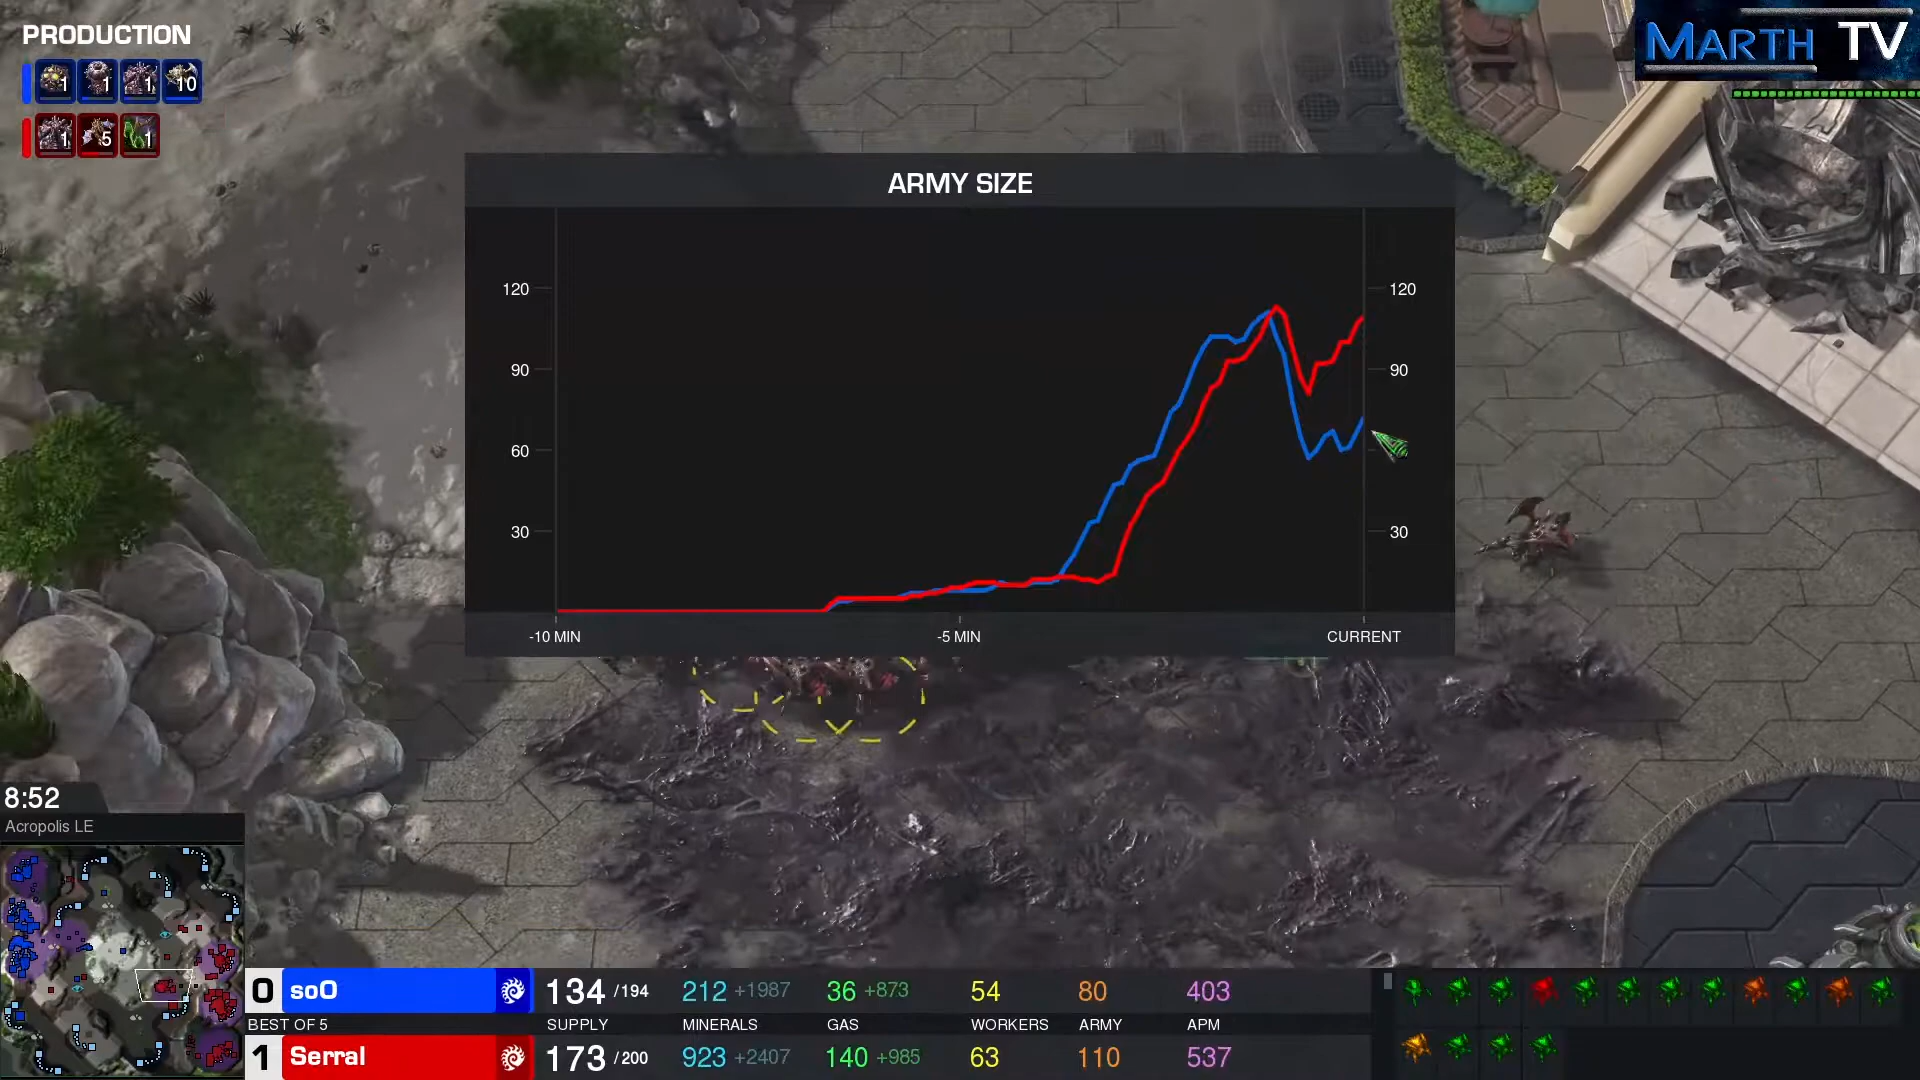 PRODUCTION
1 1 1 10
1 5 1
MARTH TV
ARMY SIZE
120 120
90 90
60
30 30
-10 MIN -5 MIN CURRENT
8:52
Acropolis LE
0 soO 134 /194 212 +1987 36 +873 54 80 403
BEST OF 5 SUPPLY MINERALS GAS WORKERS ARMY APM
1 Serral 173 /200 923 +2407 140 +985 63 110 537